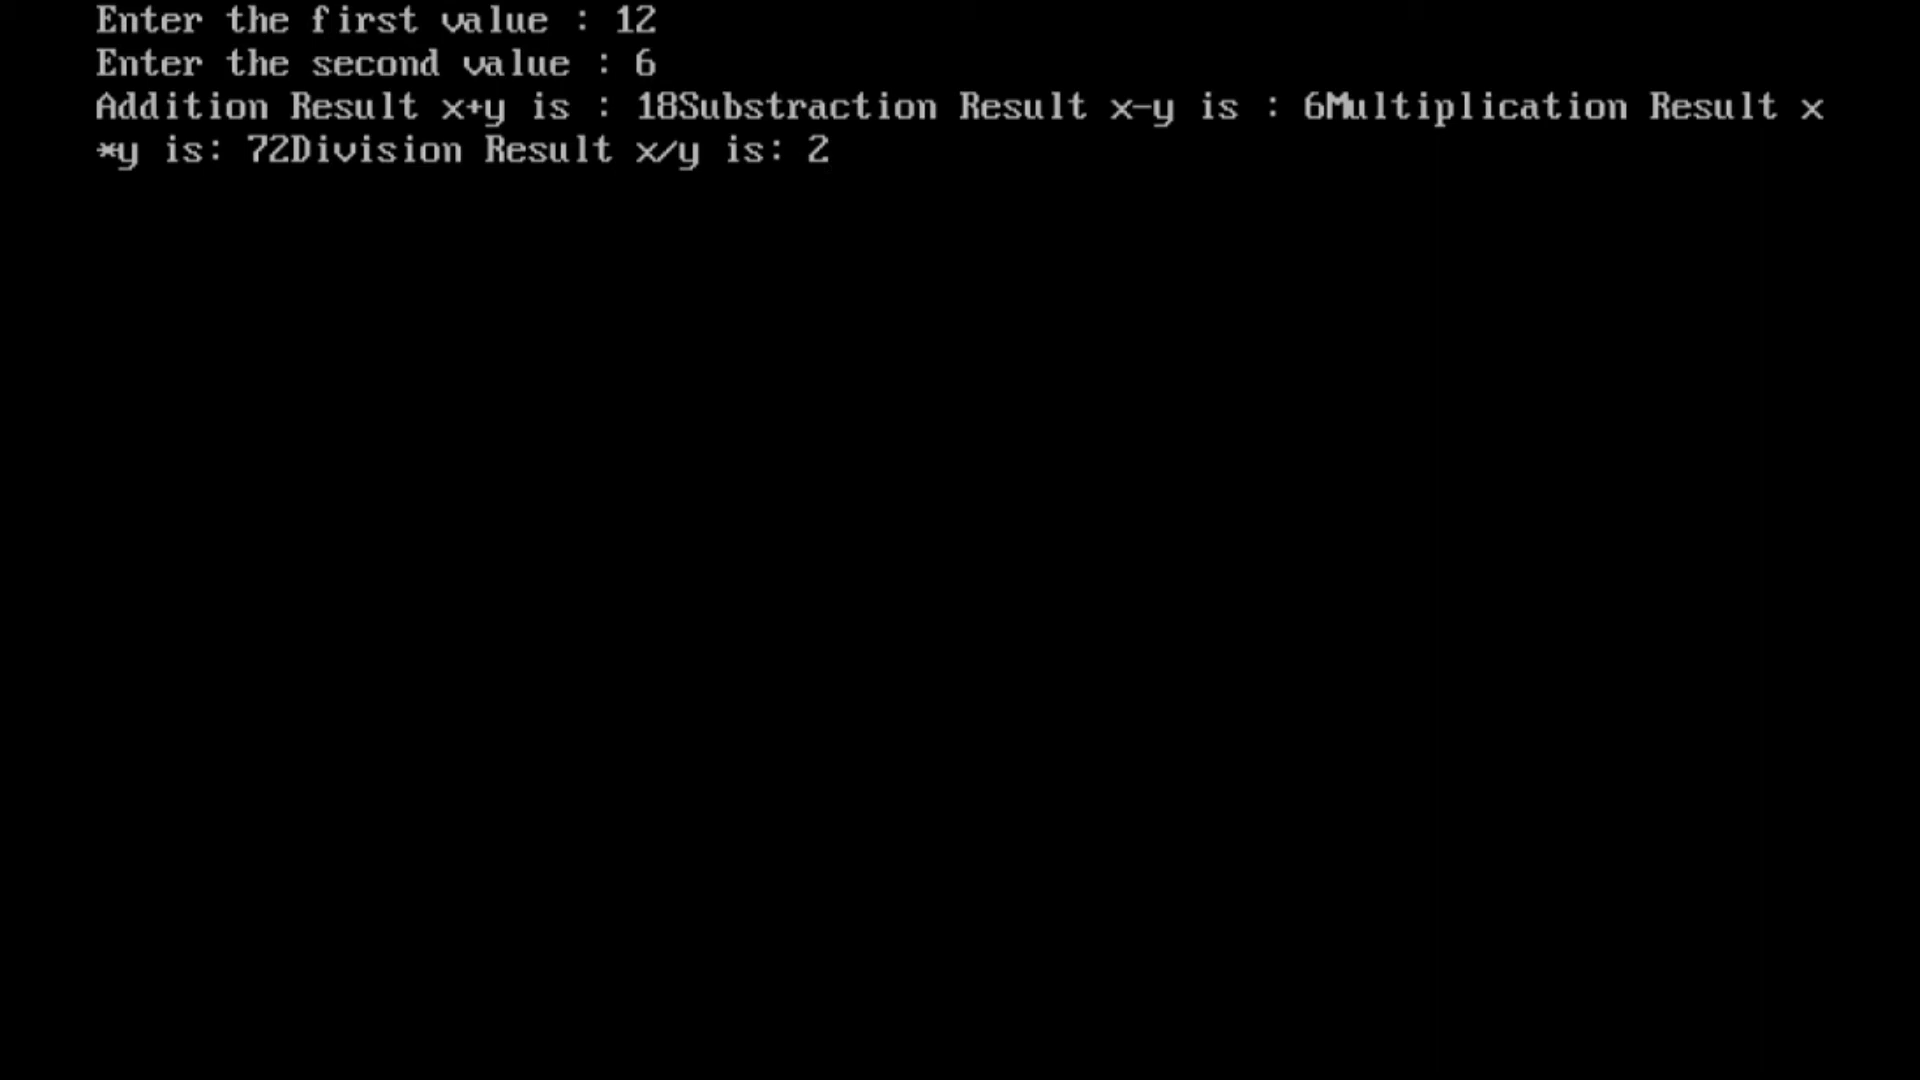 Enter the first value : 12
Enter the second value : 6
Addition Result x+y is : 18Substraction Result x-y is : 6Multiplication Result x
*y is: 72Division Result x/y is: 2